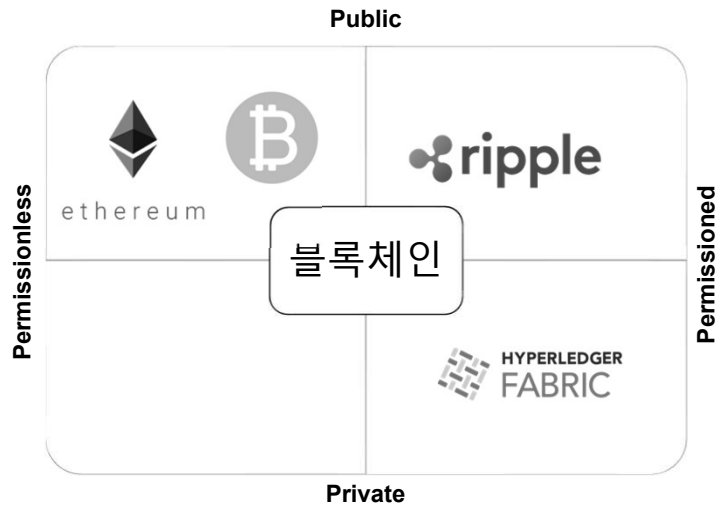 Public
ethereum
ripple
Permissionless
블록체인
Permissioned
HYPERLEDGER
FABRIC
Private